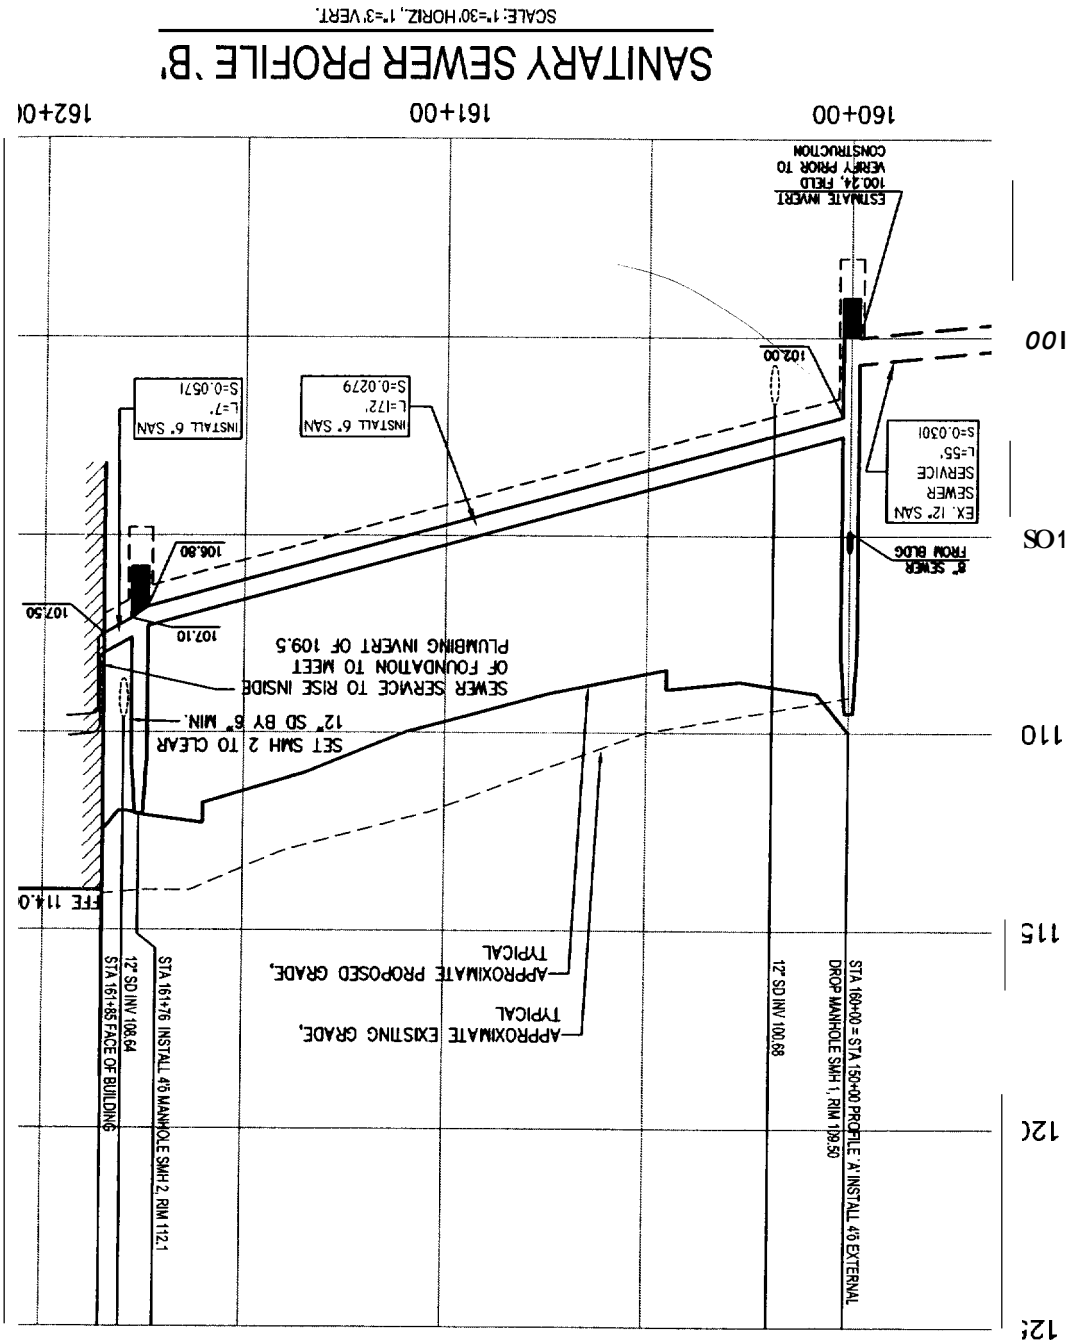 125
120
115
110
105
100
STA 160+00 = STA 150+00 PROFILE 'A' INSTALL 4'Ø EXTERNAL
DROP MANHOLE SMH 1, RIM 109.50
12" SD INV 100.68
STA 161+76 INSTALL 4'Ø MANHOLE SMH 2, RIM 112.1
12" SD INV 108.64
STA 161+85 FACE OF BUILDING
APPROXIMATE EXISTING GRADE,
TYPICAL
APPROXIMATE PROPOSED GRADE,
TYPICAL
FFE 114.0
SET SMH 2 TO CLEAR
12" SD BY 6" MIN.
SEWER SERVICE TO RISE INSIDE
OF FOUNDATION TO MEET
PLUMBING INVERT OF 109.5
107.10
107.50
106.80
8" SEWER
FROM BLDG
EX. 12" SAN
SEWER
SERVICE
L=55'
S=0.0301
INSTALL 6" SAN
L=172'
S=0.0279
INSTALL 6" SAN
L=7'
S=0.0571
102.00
ESTIMATE INVERT
100.24, FIELD
VERIFY PRIOR TO
CONSTRUCTION
160+00
161+00
162+00
SANITARY SEWER PROFILE 'B'
SCALE: 1"=30' HORIZ., 1"=3' VERT.